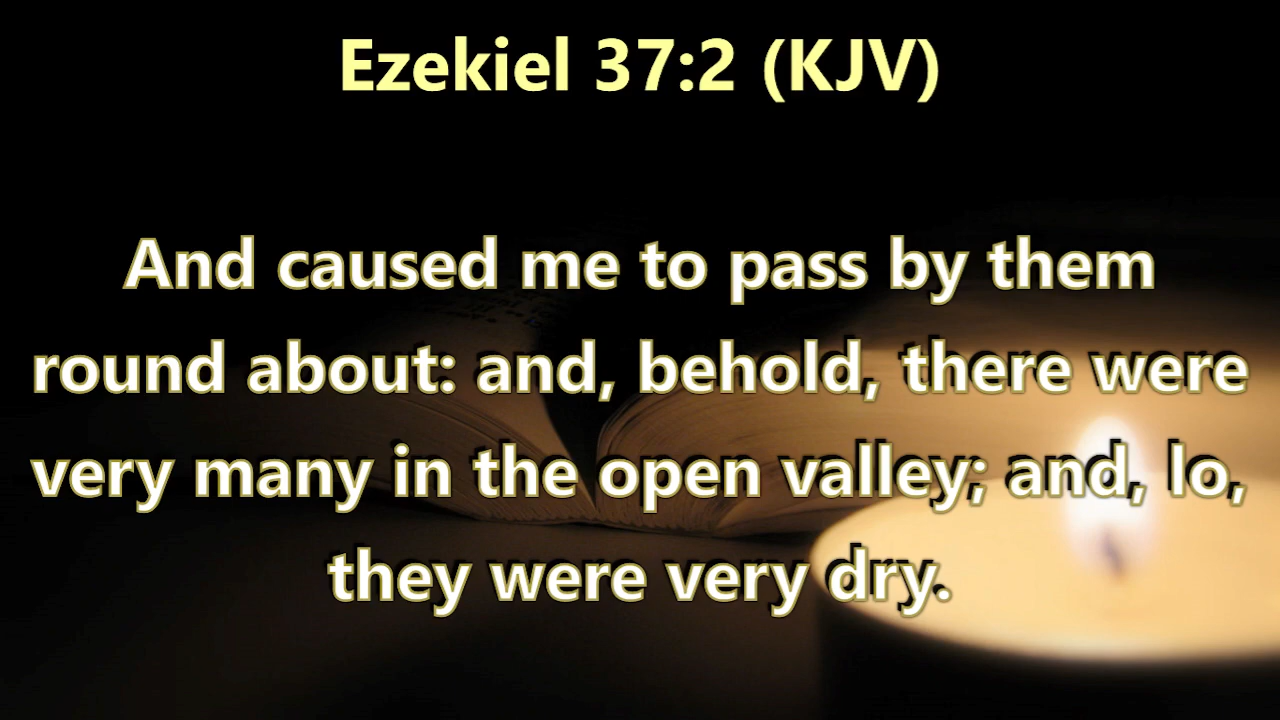 Ezekiel 37:2 (KJV)
And caused me to pass by them
round about: and, behold, there were
very many in the open valley; and, lo,
they were very dry.